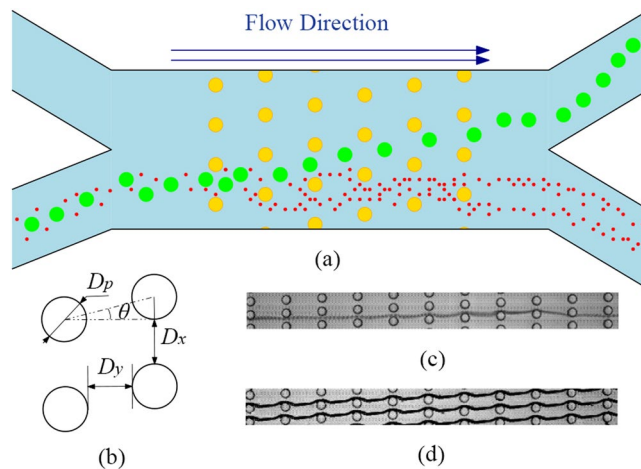 Flow Direction
(a)
Dp
θ
Dx
Dy
(b)
(c)
(d)